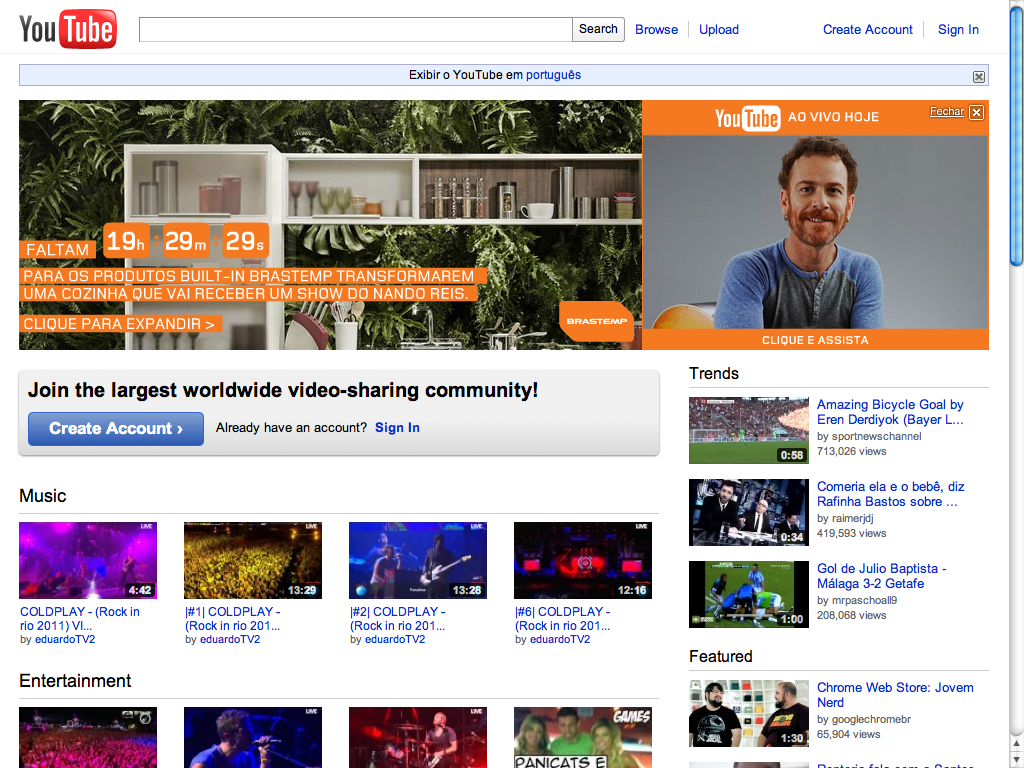 YouTube
Search
Browse
Upload
Create Account
Sign In
Exibir o YouTube em português
FALTAM 19h : 29m : 29s
PARA OS PRODUTOS BUILT-IN BRASTEMP TRANSFORMAREM
UMA COZINHA QUE VAI RECEBER UM SHOW DO NANDO REIS.
CLIQUE PARA EXPANDIR >
BRASTEMP
YouTube AO VIVO HOJE
Fechar
CLIQUE E ASSISTA
Join the largest worldwide video-sharing community!
Create Account ›
Already have an account? Sign In
Music
LIVE
4:42
COLDPLAY - (Rock in
rio 2011) VI...
by eduardoTV2
13:29
|#1| COLDPLAY -
(Rock in rio 201...
by eduardoTV2
LIVE
13:28
|#2| COLDPLAY -
(Rock in rio 201...
by eduardoTV2
LIVE
12:16
|#6| COLDPLAY -
(Rock in rio 201...
by eduardoTV2
Entertainment
LIVE
LIVE
GAMES
PANICATS E
Trends
0:58
Amazing Bicycle Goal by
Eren Derdiyok (Bayer L...
by sportnewschannel
713,026 views
0:34
Comeria ela e o bebê, diz
Rafinha Bastos sobre ...
by raimerjdj
419,593 views
1:00
Gol de Julio Baptista -
Málaga 3-2 Getafe
by mrpaschoall9
208,068 views
Featured
1:30
Chrome Web Store: Jovem
Nerd
by googlechromebr
65,904 views